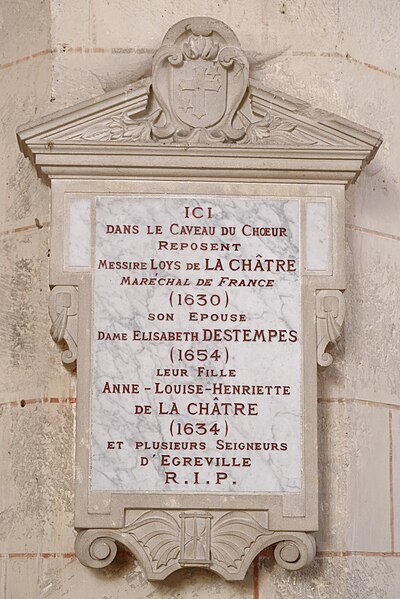 ICI
DANS LE CAVEAU DU CHŒUR
REPOSENT
MESSIRE LOYS DE LA CHÂTRE
MARÉCHAL DE FRANCE
(1630)
SON EPOUSE
DAME ELISABETH DESTEMPES
(1654)
LEUR FILLE
ANNE-LOUISE-HENRIETTE
DE LA CHÂTRE
(1634)
ET PLUSIEURS SEIGNEURS
D'EGREVILLE
R.I.P.